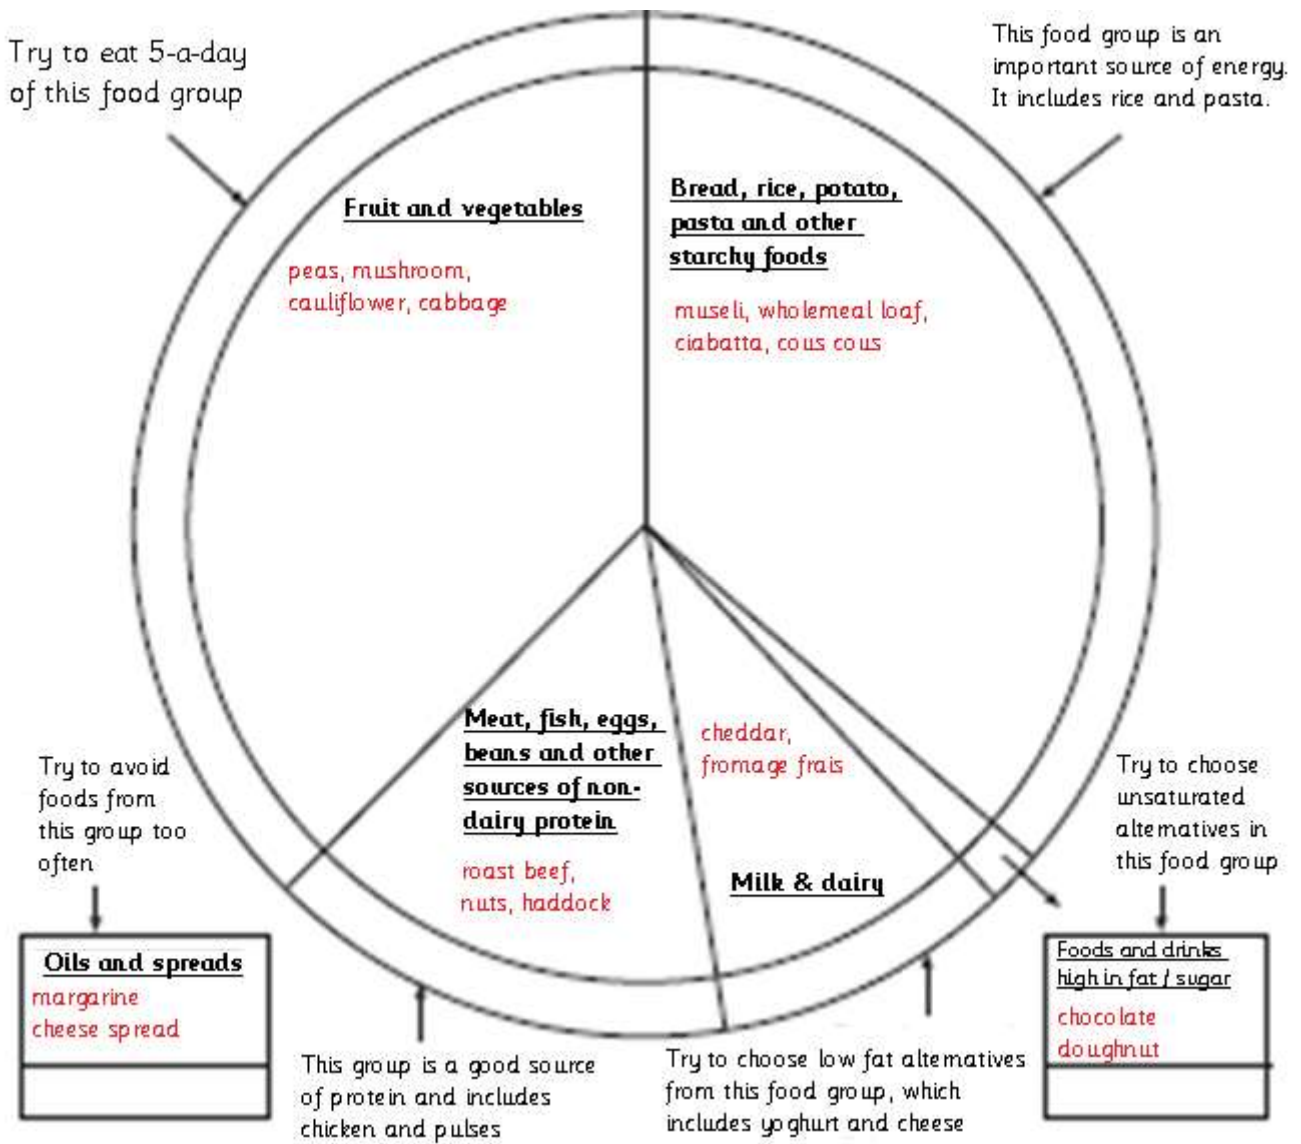 Try to eat 5-a-day
of this food group
This food group is an
important source of energy.
It includes rice and pasta.
Fruit and vegetables
peas, mushroom,
cauliflower, cabbage
Bread, rice, potato,
pasta and other
starchy foods
museli, wholemeal loaf,
ciabatta, cous cous
Meat, fish, eggs,
beans and other
sources of non-
dairy protein
roast beef,
nuts, haddock
cheddar,
fromage frais
Milk & dairy
Try to avoid
foods from
this group too
often
Oils and spreads
margarine
cheese spread
Try to choose
unsaturated
alternatives in
this food group
Foods and drinks
high in fat / sugar
chocolate
doughnut
This group is a good source
of protein and includes
chicken and pulses
Try to choose low fat alternatives
from this food group, which
includes yoghurt and cheese